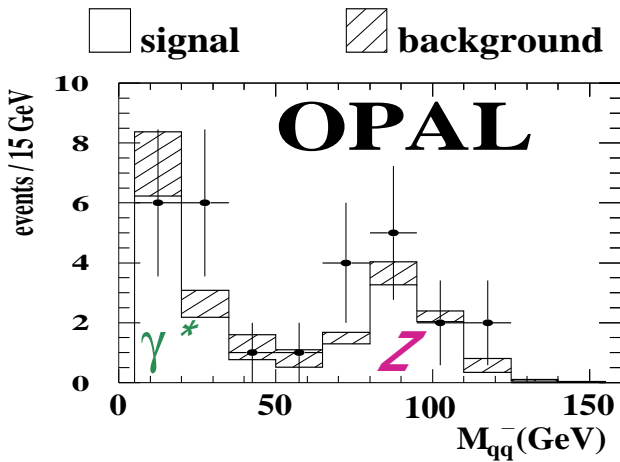 signal background
events / 15 GeV
10
8
6
4
2
0
OPAL
γ* Z
0 50 100 150
M_qq̄ (GeV)